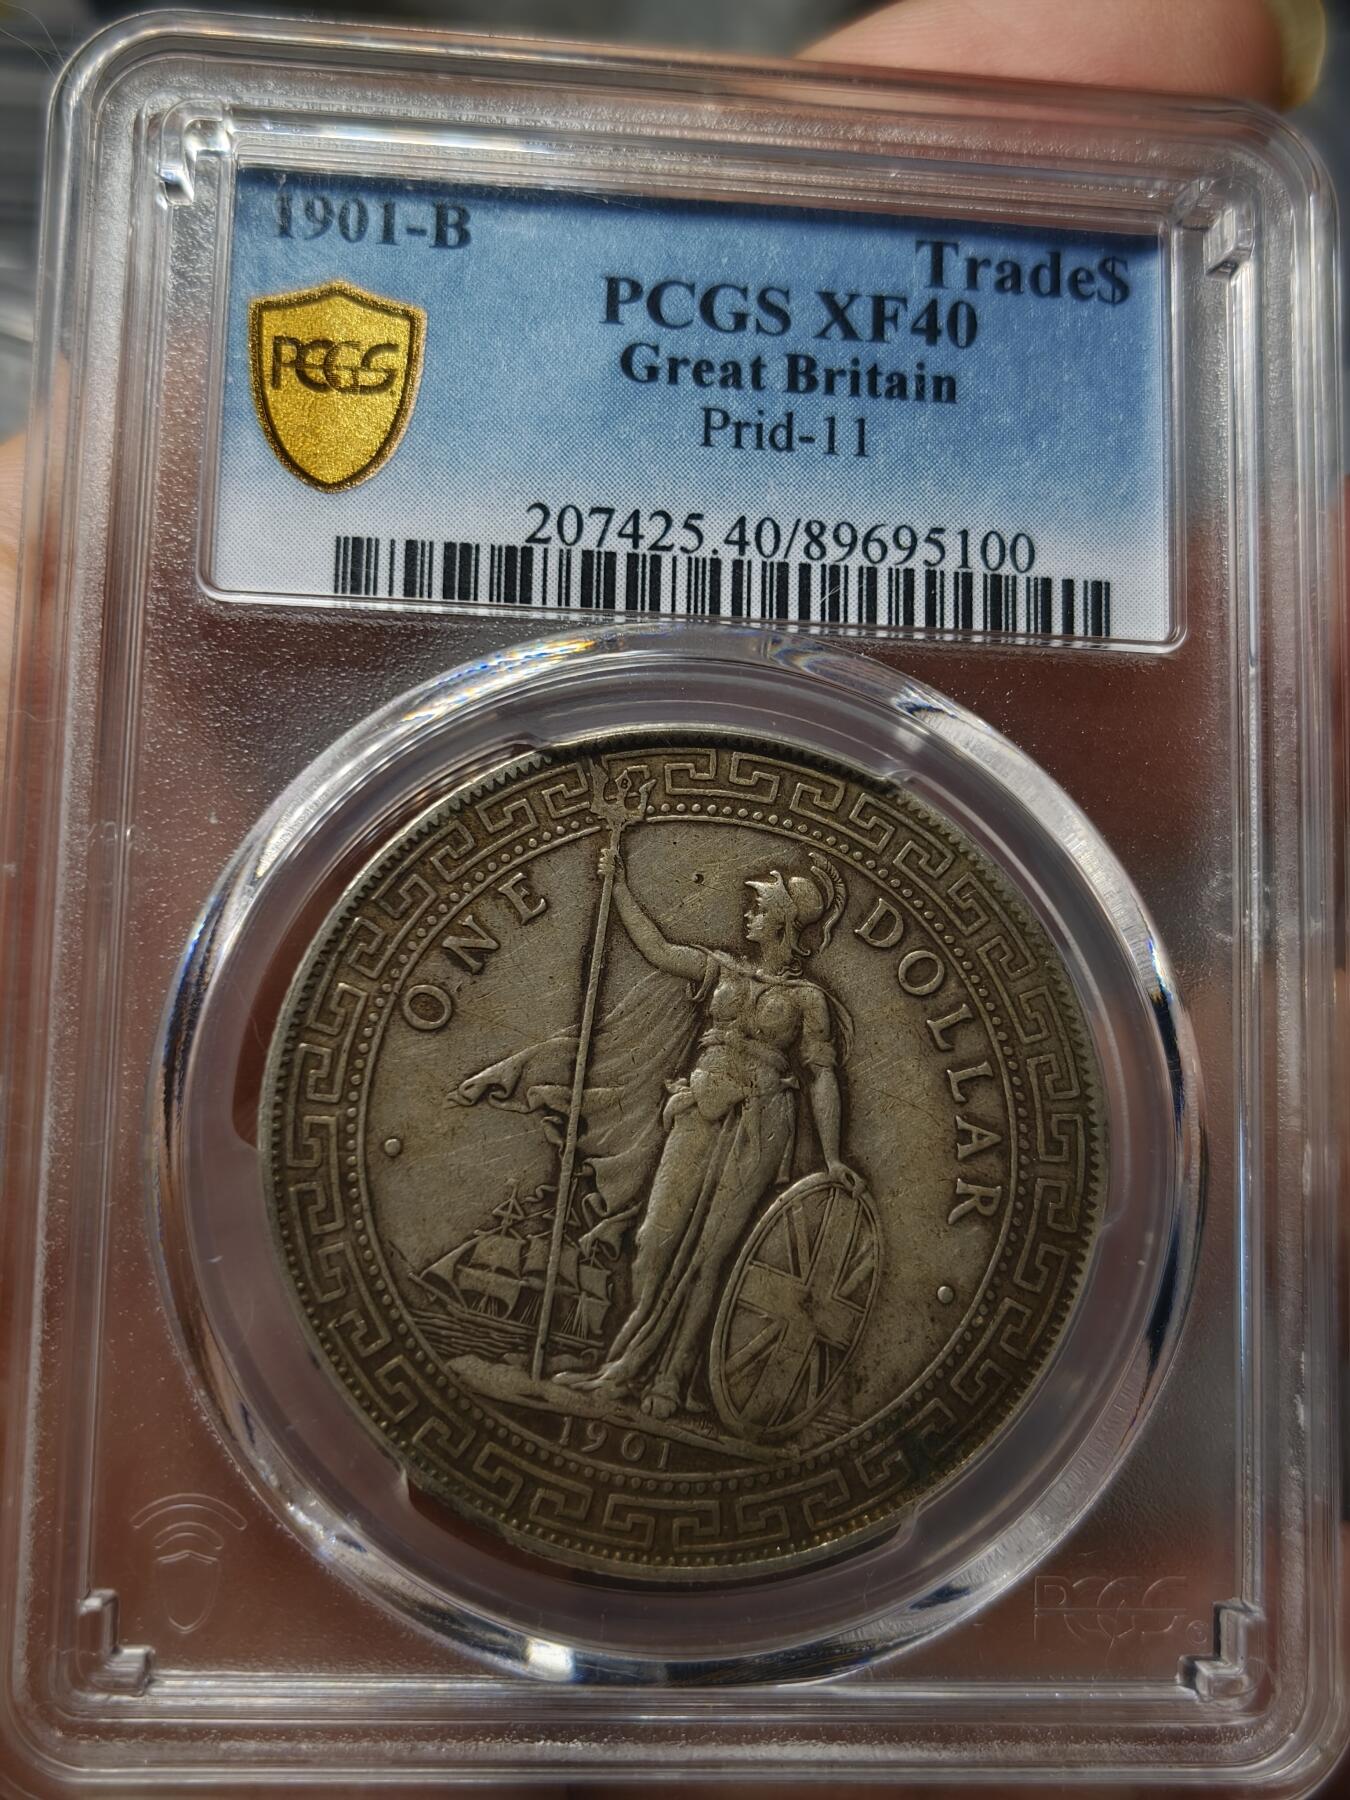 1901-B
Trade$
PCGS XF40
PCGS
Great Britain
Prid-11
207425.40/89695100
ONE DOLLAR
1901
PCGS